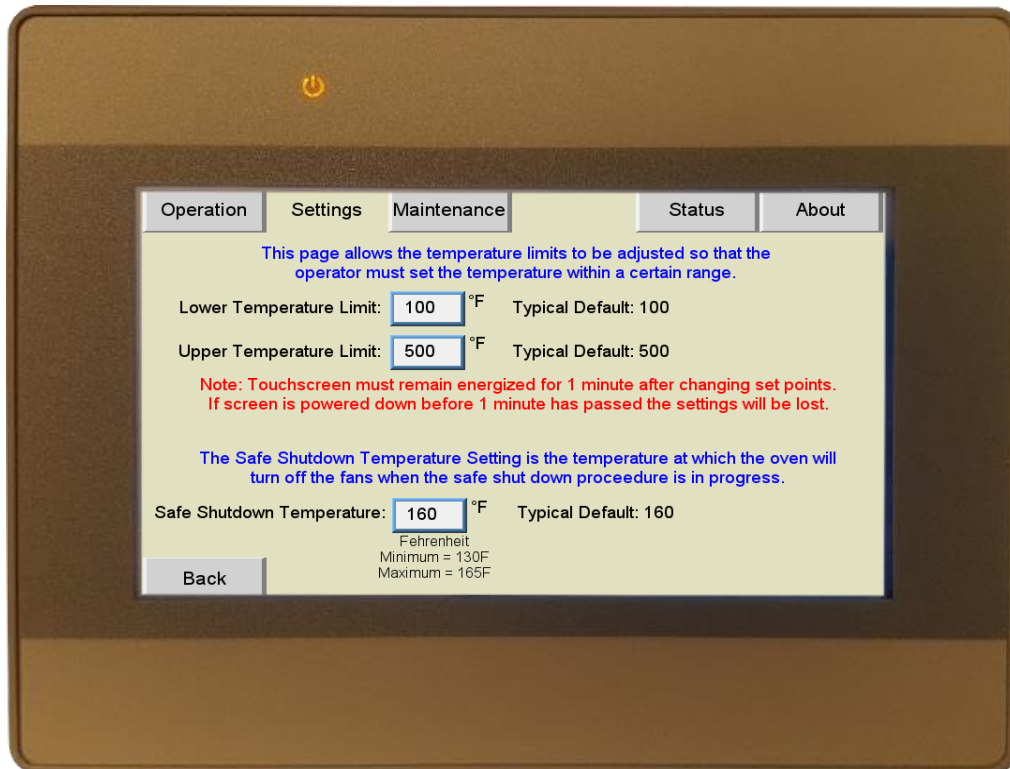 Operation Settings Maintenance Status About
This page allows the temperature limits to be adjusted so that the
operator must set the temperature within a certain range.
Lower Temperature Limit: 100 °F Typical Default: 100
Upper Temperature Limit: 500 °F Typical Default: 500
Note: Touchscreen must remain energized for 1 minute after changing set points.
If screen is powered down before 1 minute has passed the settings will be lost.
The Safe Shutdown Temperature Setting is the temperature at which the oven will
turn off the fans when the safe shut down proceedure is in progress.
Safe Shutdown Temperature: 160 °F Typical Default: 160
Fehrenheit
Minimum = 130F
Maximum = 165F
Back